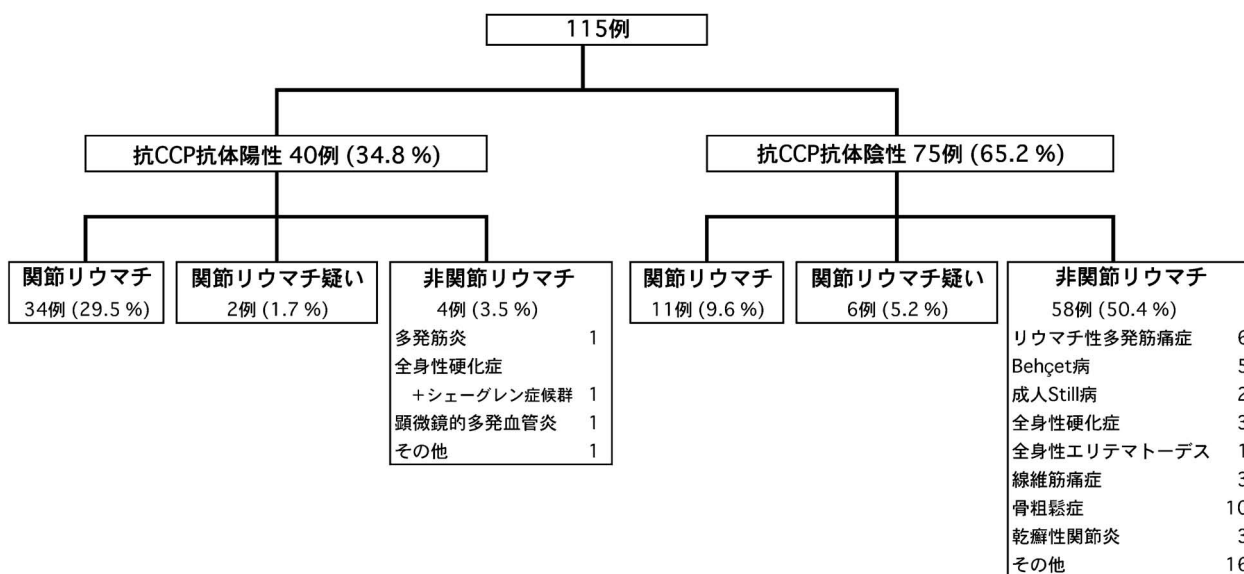 115例
抗CCP抗体陽性 40例 (34.8 %)
抗CCP抗体陰性 75例 (65.2 %)
関節リウマチ
34例 (29.5 %)
関節リウマチ疑い
2例 (1.7 %)
非関節リウマチ
4例 (3.5 %)
多発筋炎 1
全身性硬化症
+シェーグレン症候群 1
顕微鏡的多発血管炎 1
その他 1
関節リウマチ
11例 (9.6 %)
関節リウマチ疑い
6例 (5.2 %)
非関節リウマチ
58例 (50.4 %)
リウマチ性多発筋痛症 6
Behçet病 5
成人Still病 2
全身性硬化症 3
全身性エリテマトーデス 1
線維筋痛症 3
骨粗鬆症 10
乾癬性関節炎 3
その他 16